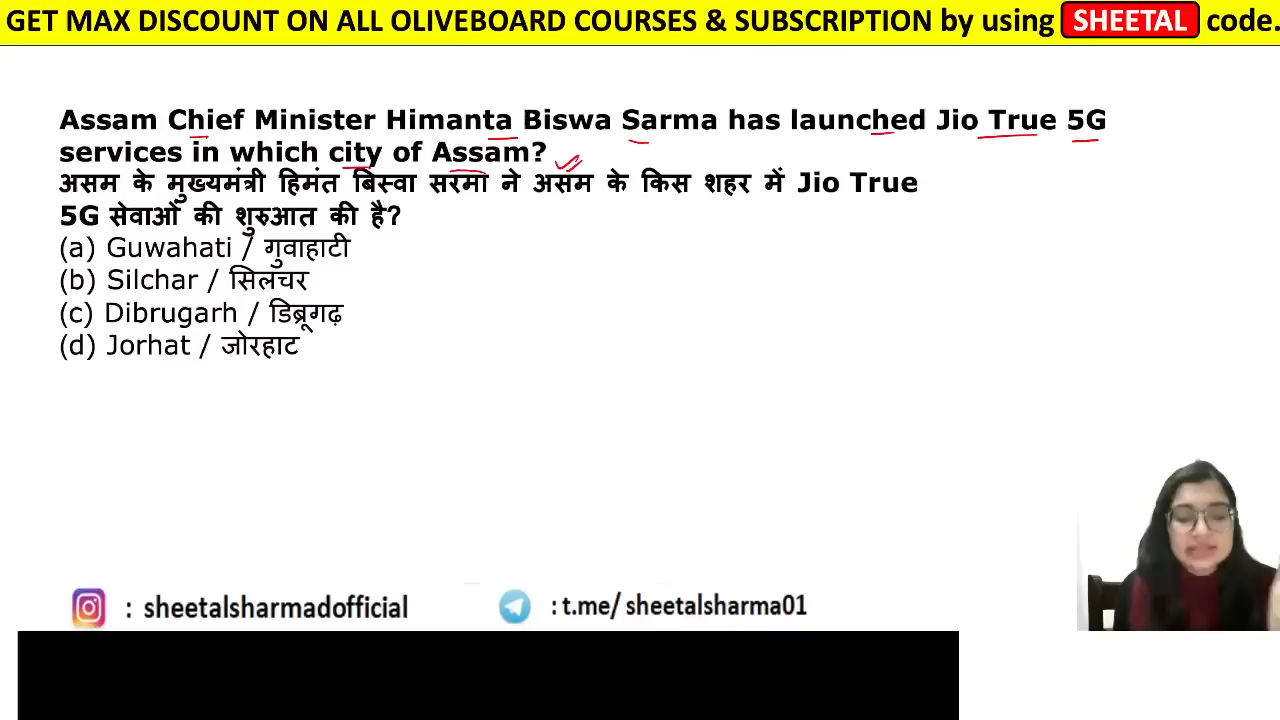 GET MAX DISCOUNT ON ALL OLIVEBOARD COURSES & SUBSCRIPTION by using SHEETAL code.
Assam Chief Minister Himanta Biswa Sarma has launched Jio True 5G
services in which city of Assam?
असम के मुख्यमंत्री हिमंत बिस्वा सरमा ने असम के किस शहर में Jio True
5G सेवाओं की शुरुआत की है?
(a) Guwahati / गुवाहाटी
(b) Silchar / सिलचर
(c) Dibrugarh / डिब्रूगढ़
(d) Jorhat / जोरहाट
: sheetalsharmadofficial
: t.me/ sheetalsharma01